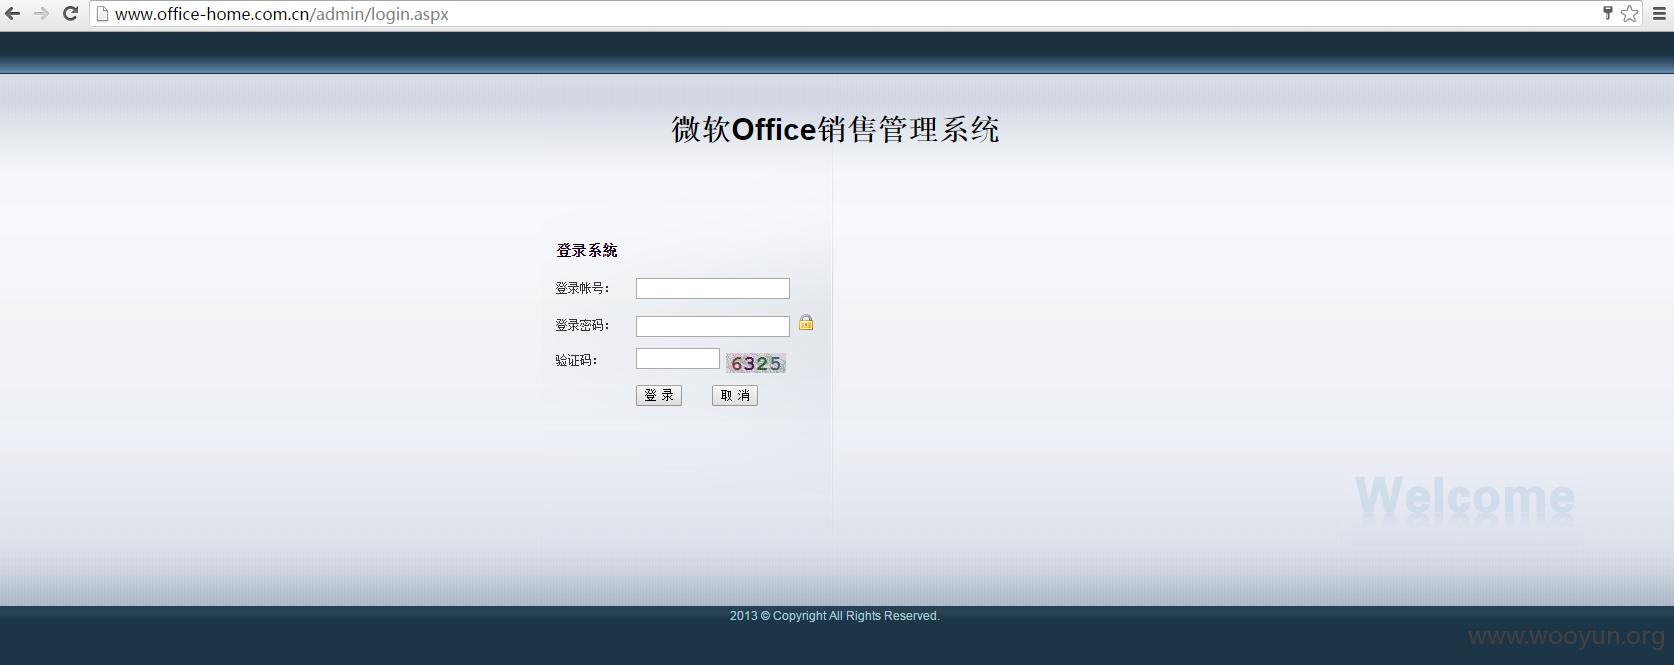 www.office-home.com.cn/admin/login.aspx
微软Office销售管理系统
登录系统
登录帐号：
登录密码：
验证码：
6325
登 录 取 消
Welcome
2013 © Copyright All Rights Reserved.
www.wooyun.org